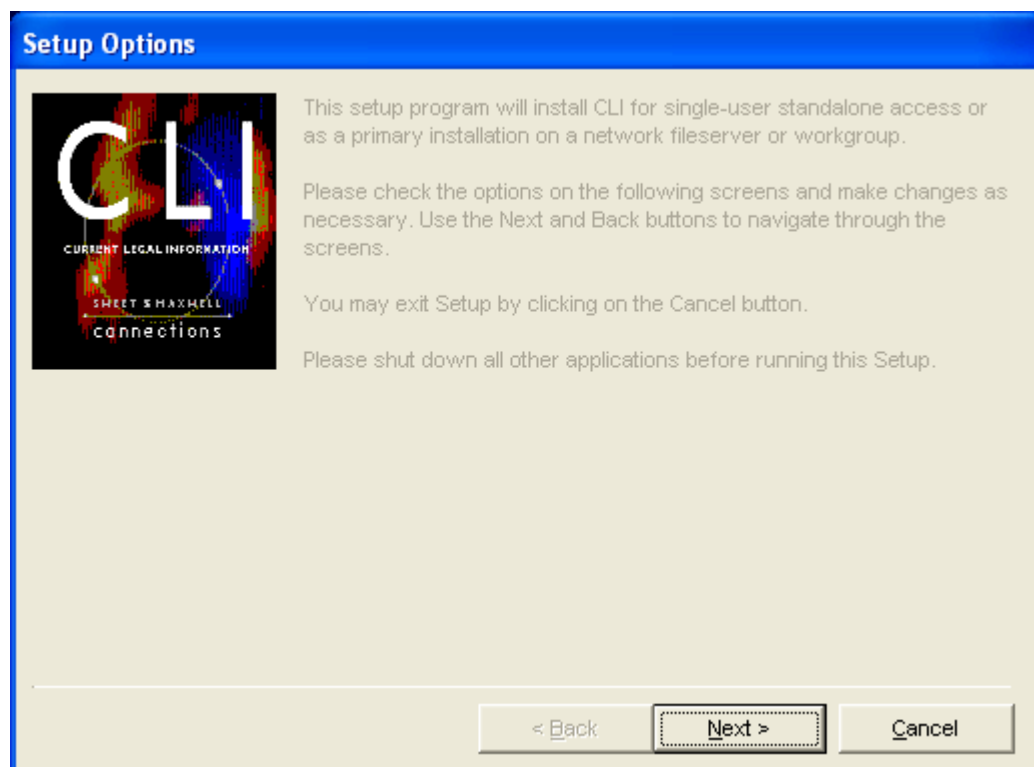 Setup Options
CLI
CURRENT LEGAL INFORMATION
SWEET & MAXWELL
connections
This setup program will install CLI for single-user standalone access or
as a primary installation on a network fileserver or workgroup.
Please check the options on the following screens and make changes as
necessary. Use the Next and Back buttons to navigate through the
screens.
You may exit Setup by clicking on the Cancel button.
Please shut down all other applications before running this Setup.
< Back
Next >
Cancel